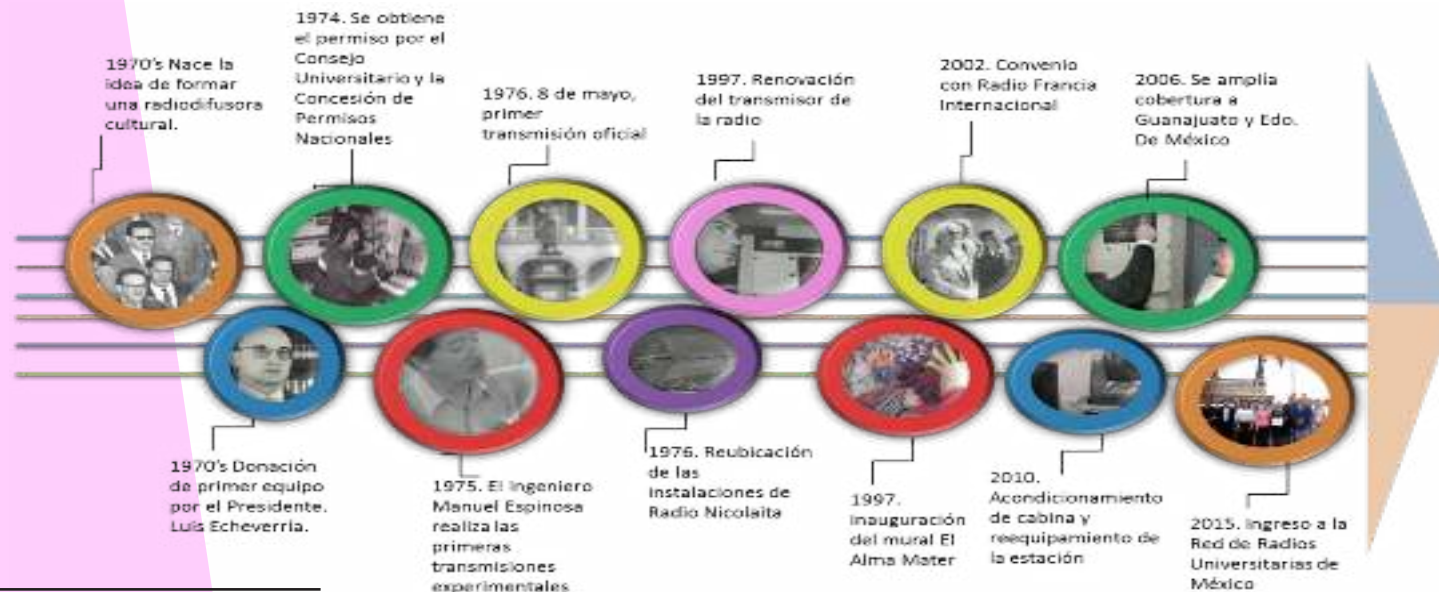 1970's Nace la
idea de formar
una radiodifusora
cultural.
1974. Se obtiene
el permiso por el
Consejo
Universitario y la
Concesión de
Permisos
Nacionales
1976. 8 de mayo,
primer
transmisión oficial
1997. Renovación
del transmisor de
la radio
2002. Convenio
con Radio Francia
Internacional
2006. Se amplia
cobertura a
Guanajuato y Edo.
De México
1970's Donación
de primer equipo
por el Presidente.
Luis Echeverria.
1975. El Ingeniero
Manuel Espinosa
realiza las
primeras
transmisiones
experimentales
1976. Reubicación
de las
instalaciones de
Radio Nicolaita
1997.
Inauguración
del mural El
Alma Mater
2010.
Acondicionamiento
de cabina y
reequipamiento de
la estación
2015. Ingreso a la
Red de Radios
Universitarias de
México